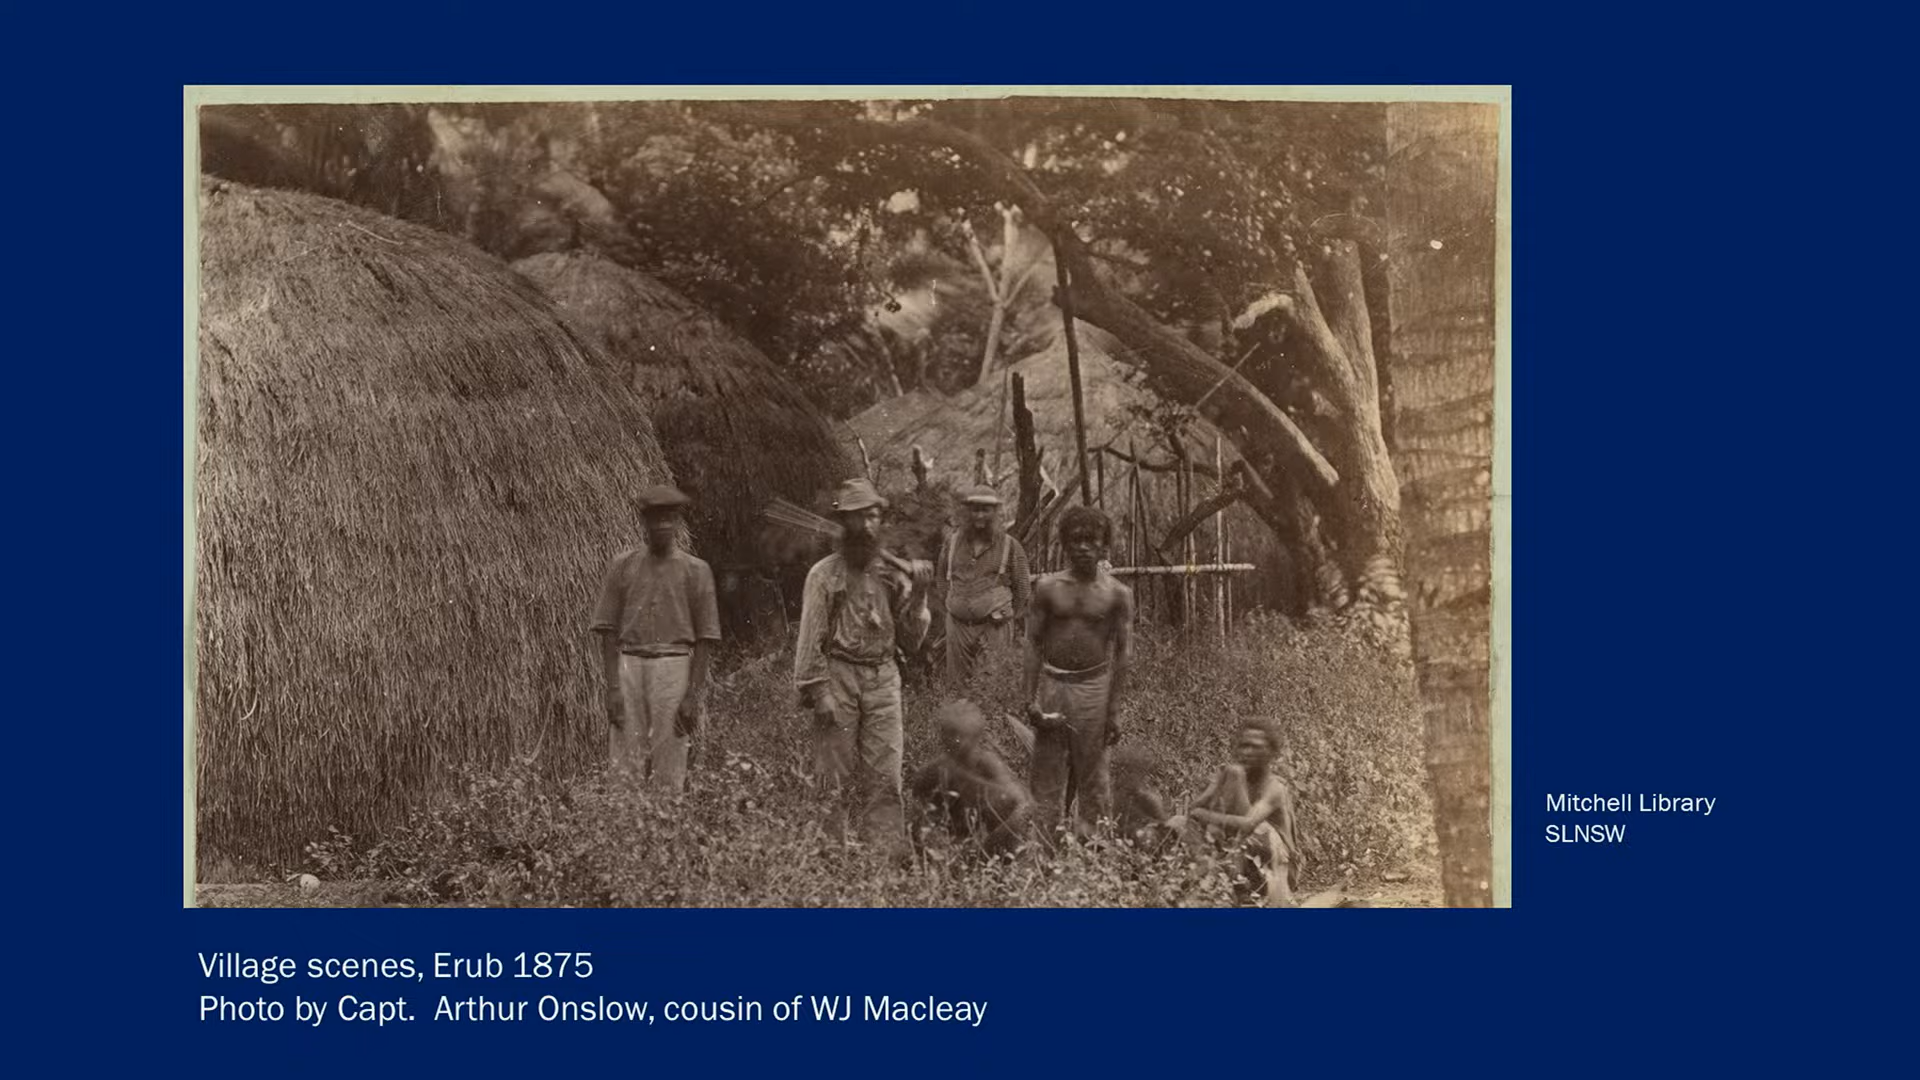 Mitchell Library
SLNSW
Village scenes, Erub 1875
Photo by Capt.  Arthur Onslow, cousin of WJ Macleay